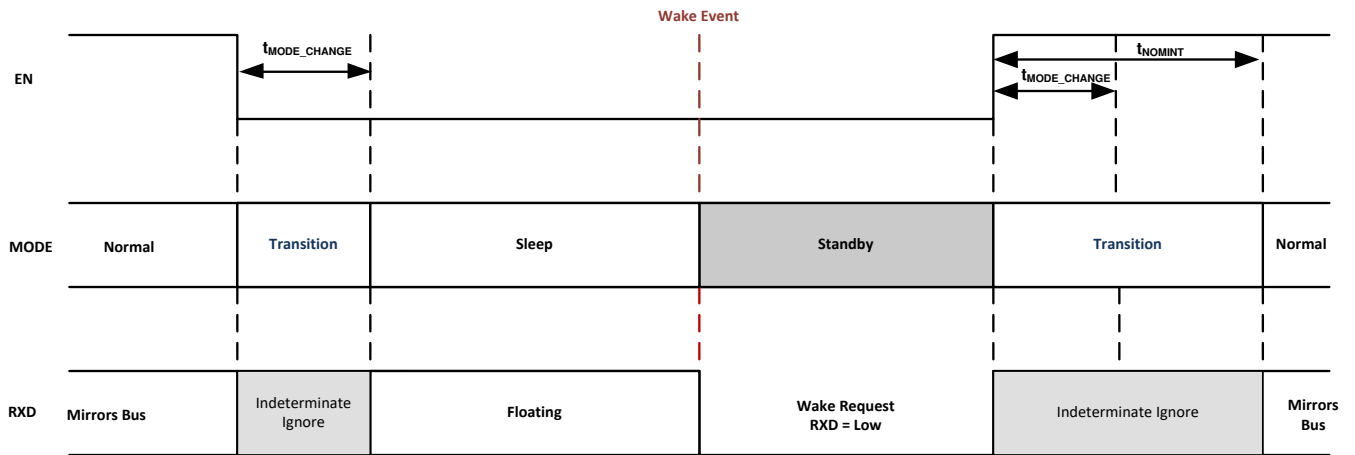 Wake Event
EN
tMODE_CHANGE
tNOMINT
tMODE_CHANGE
MODE
Normal
Transition
Sleep
Standby
Transition
Normal
RXD
Mirrors Bus
Indeterminate
Ignore
Floating
Wake Request
RXD = Low
Indeterminate Ignore
Mirrors
Bus